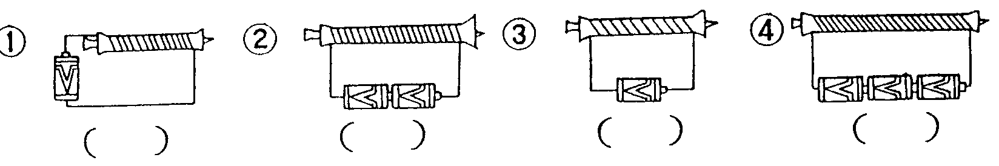 ① ② ③ ④
( ) ( ) ( ) ( )